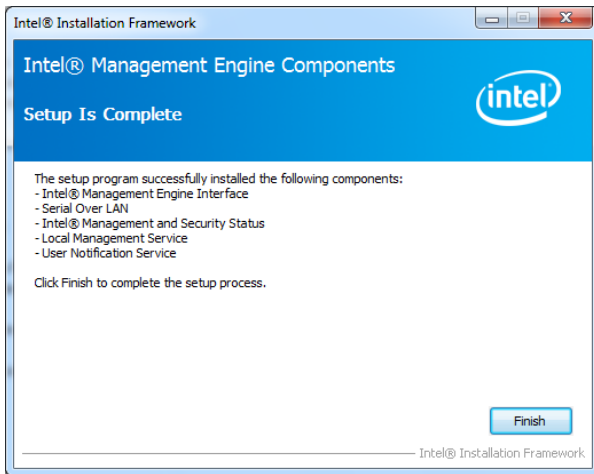 Intel® Installation Framework
Intel® Management Engine Components
intel
Setup Is Complete
The setup program successfully installed the following components:
- Intel® Management Engine Interface
- Serial Over LAN
- Intel® Management and Security Status
- Local Management Service
- User Notification Service
Click Finish to complete the setup process.
Finish
Intel® Installation Framework